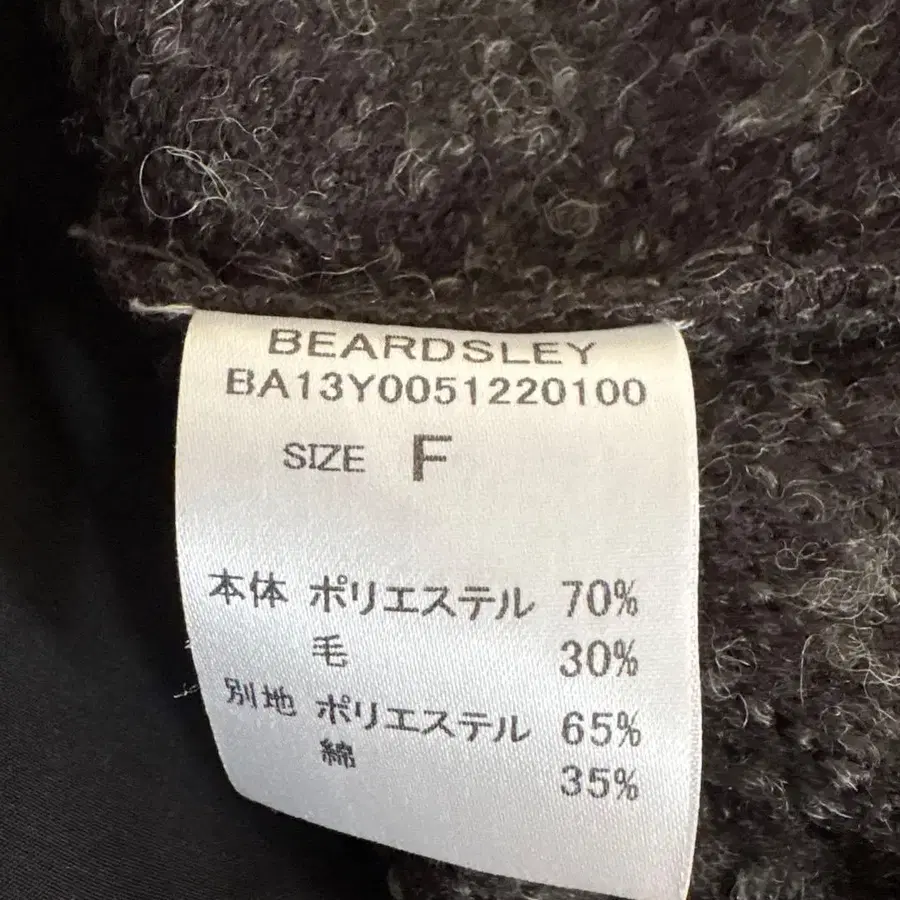 BEARDSLEY
BA13Y0051220100
SIZE F
本体 ポリエステル 70%
毛 30%
別地 ポリエステル 65%
綿 35%